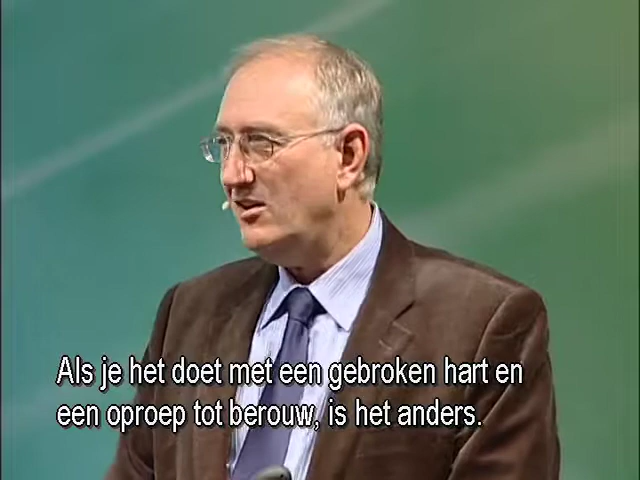 Als je het doet met een gebroken hart en
een oproep tot berouw, is het anders.